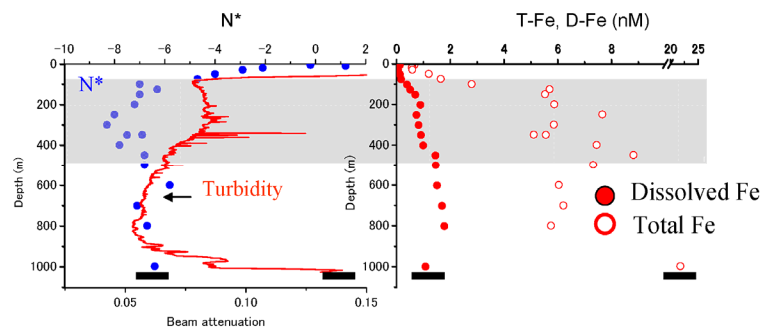 N*
-10 -8 -6 -4 -2 0 2
0
200
400
600
800
1000
Depth (m)
N*
Turbidity
0.05 0.10 0.15
Beam attenuation
T-Fe, D-Fe (nM)
0 2 4 6 8 20 25
0
200
400
600
800
1000
Depth (m)
Dissolved Fe
Total Fe